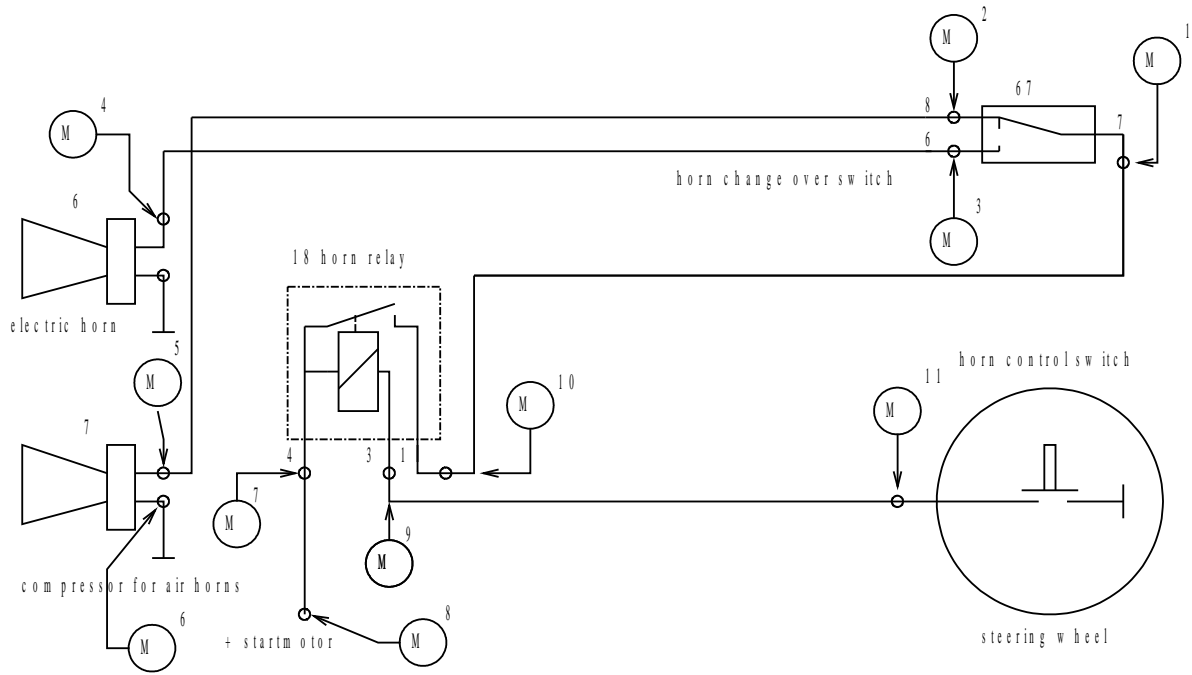 2
M
1
M
67
4
M
8
7
6
horn change over switch
6
3
M
18 horn relay
electric horn
5
M
horn control switch
10
M
11
M
7
4
3
1
7
M
9
M
compressor for air horns
6
M
8
M
+ startmotor
steering wheel